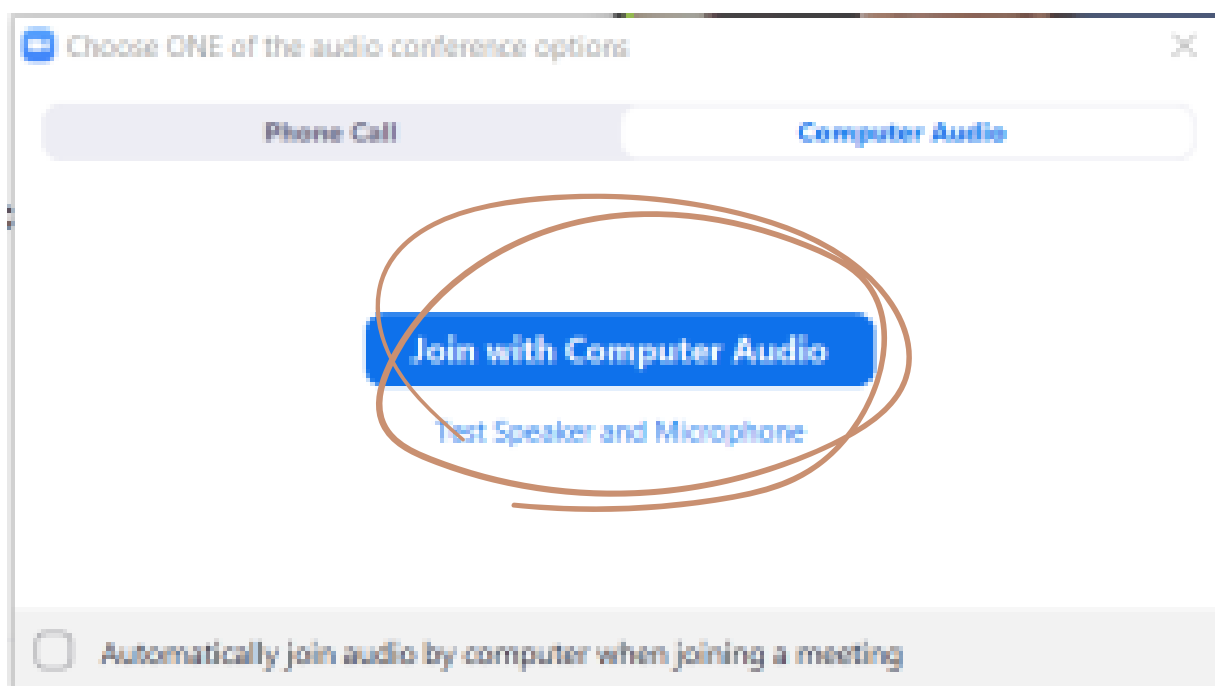 Choose ONE of the audio conference options
Phone Call
Computer Audio
Join with Computer Audio
Test Speaker and Microphone
Automatically join audio by computer when joining a meeting